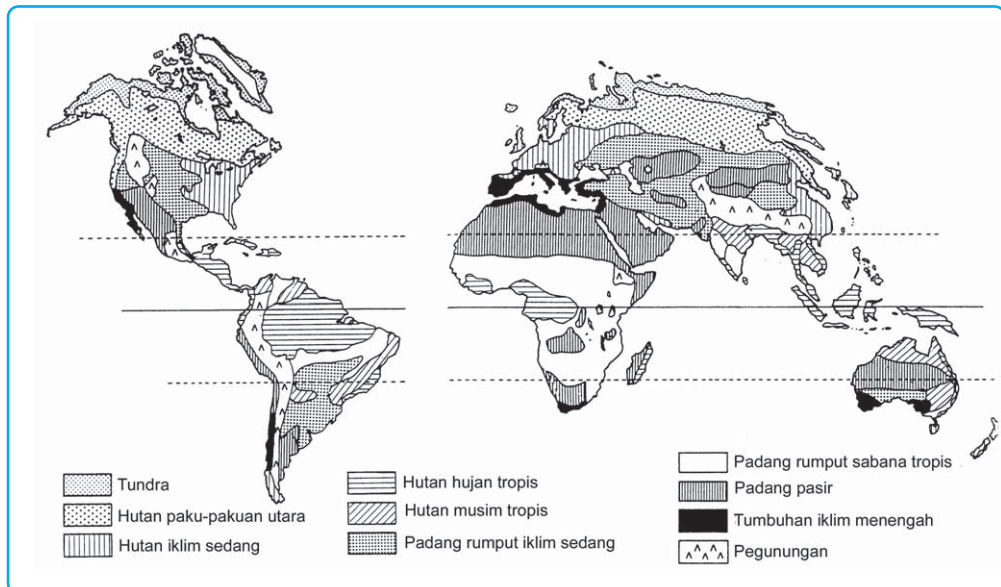 Tundra
Hutan paku-pakuan utara
Hutan iklim sedang
Hutan hujan tropis
Hutan musim tropis
Padang rumput iklim sedang
Padang rumput sabana tropis
Padang pasir
Tumbuhan iklim menengah
Pegunungan